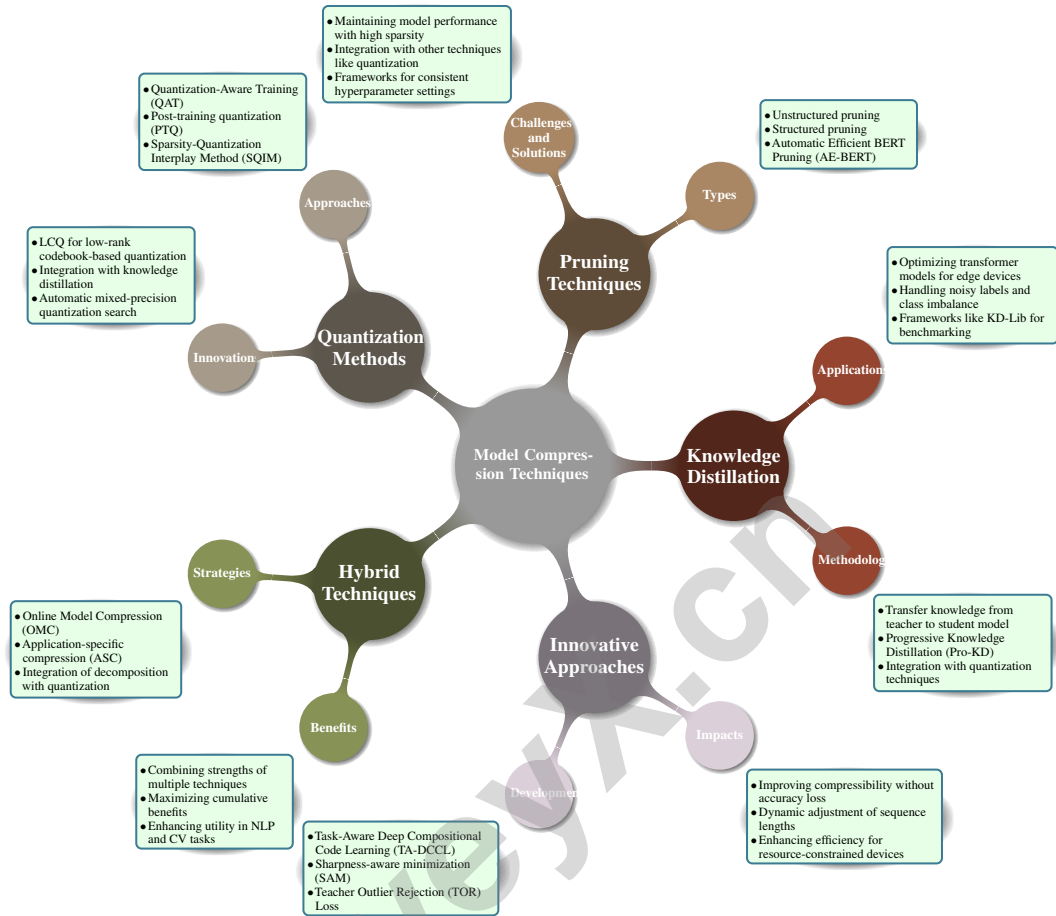 ● Maintaining model performance
with high sparsity
● Integration with other techniques
like quantization
● Frameworks for consistent
hyperparameter settings
● Quantization-Aware Training
(QAT)
● Post-training quantization
(PTQ)
● Sparsity-Quantization
Interplay Method (SQIM)
Challenges
and
Solutions
● Unstructured pruning
● Structured pruning
● Automatic Efficient BERT
Pruning (AE-BERT)
Approaches
Types
● LCQ for low-rank
codebook-based quantization
● Integration with knowledge
distillation
● Automatic mixed-precision
quantization search
Pruning
Techniques
● Optimizing transformer
models for edge devices
● Handling noisy labels and
class imbalance
● Frameworks like KD-Lib for
benchmarking
Quantization
Methods
Innovation
Applications
Model Compres-
sion Techniques
Knowledge
Distillation
Strategies
Hybrid
Techniques
Methodolog
● Online Model Compression
(OMC)
● Application-specific
compression (ASC)
● Integration of decomposition
with quantization
Innovative
Approaches
● Transfer knowledge from
teacher to student model
● Progressive Knowledge
Distillation (Pro-KD)
● Integration with quantization
techniques
Benefits
Impacts
● Combining strengths of
multiple techniques
● Maximizing cumulative
benefits
● Enhancing utility in NLP
and CV tasks
Developmen
● Improving compressibility without
accuracy loss
● Dynamic adjustment of sequence
lengths
● Enhancing efficiency for
resource-constrained devices
● Task-Aware Deep Compositional
Code Learning (TA-DCCL)
● Sharpness-aware minimization
(SAM)
● Teacher Outlier Rejection (TOR)
Loss
veyx.cn